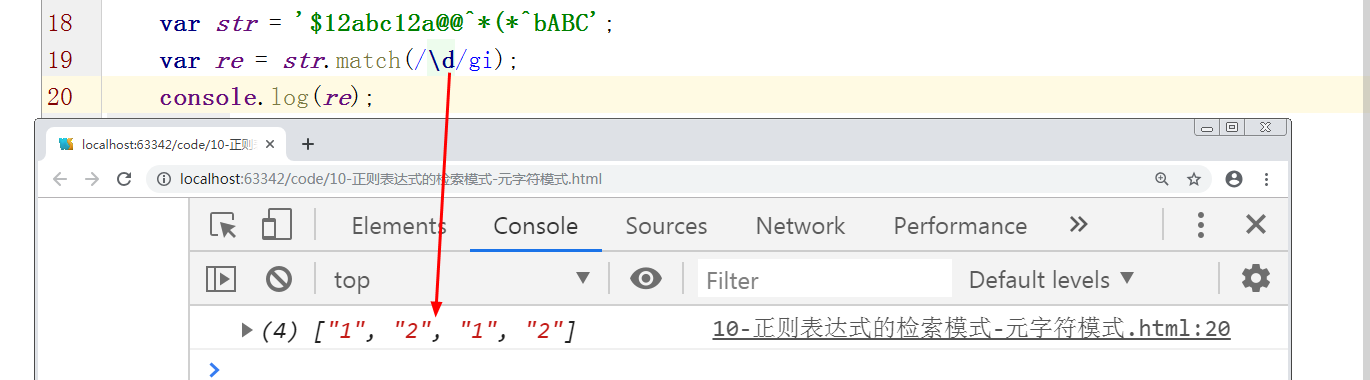 18 var str = '$12abc12a@@^*(*^bABC';
19 var re = str.match(/\d/gi);
20 console.log(re);
localhost:63342/code/10-正则
localhost:63342/code/10-正则表达式的检索模式-元字符模式.html
Elements Console Sources Network Performance
top Filter Default levels
(4) ["1", "2", "1", "2"] 10-正则表达式的检索模式-元字符模式.html:20